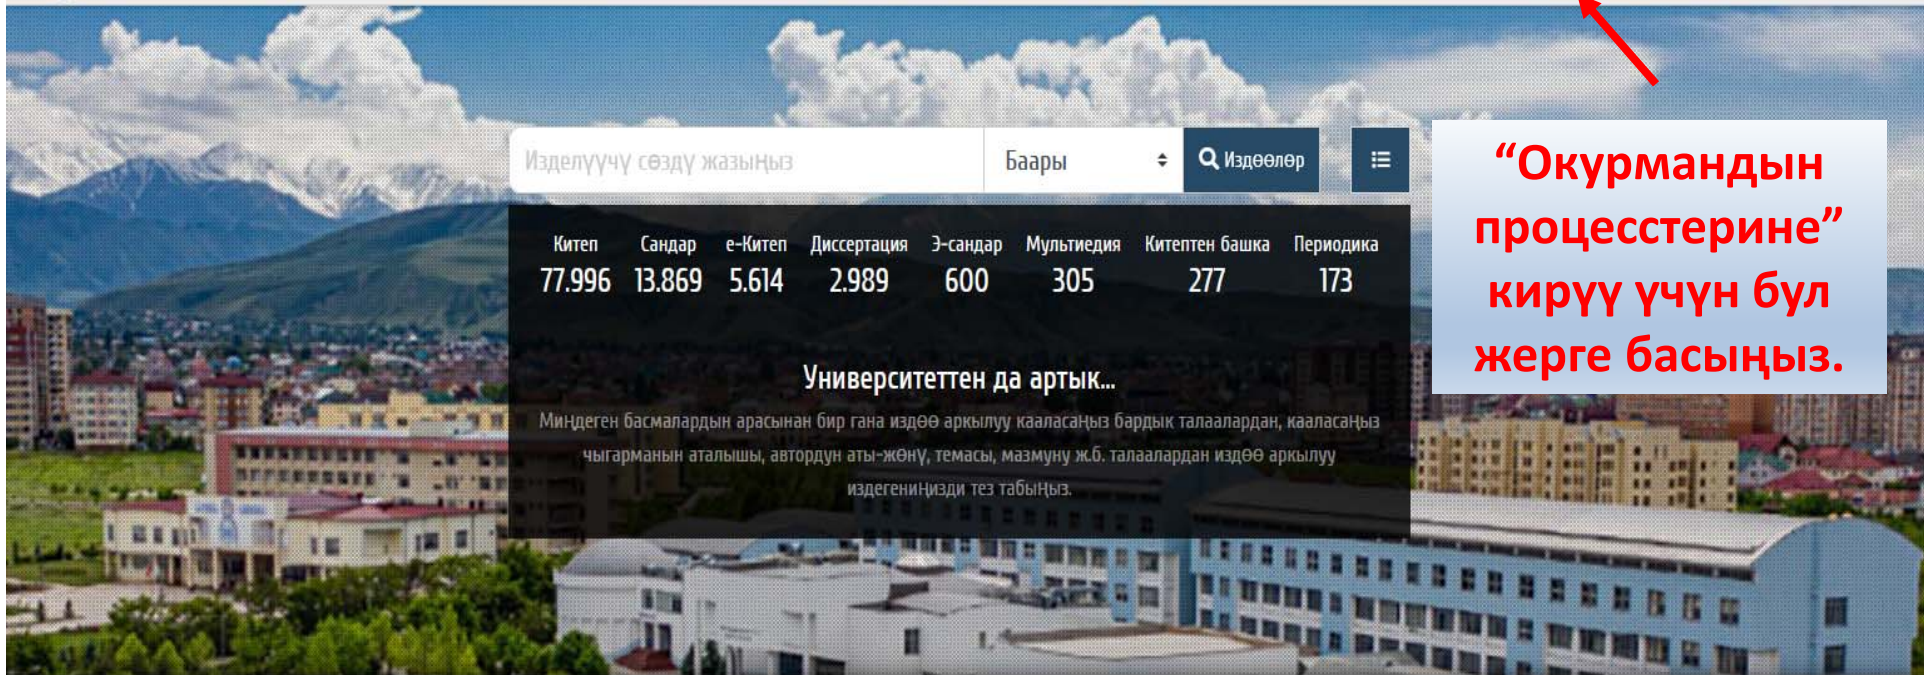 Изделүүчү сөздү жазыңыз
Баары
Издөөлөр
Китеп Сандар е-Китеп Диссертация Э-сандар Мультиедия Китептен башка Периодика
77.996 13.869 5.614 2.989 600 305 277 173
Университеттен да артык...
Миңдеген басмалардын арасынан бир гана издөө аркылуу кааласаңыз бардык талаалардан, кааласаңыз
чыгарманын аталышы, автордун аты-жөнү, темасы, мазмуну ж.б. талаалардан издөө аркылуу
издегениңизди тез табыңыз.
“Окурмандын
процесстерине”
кирүү үчүн бул
жерге басыңыз.